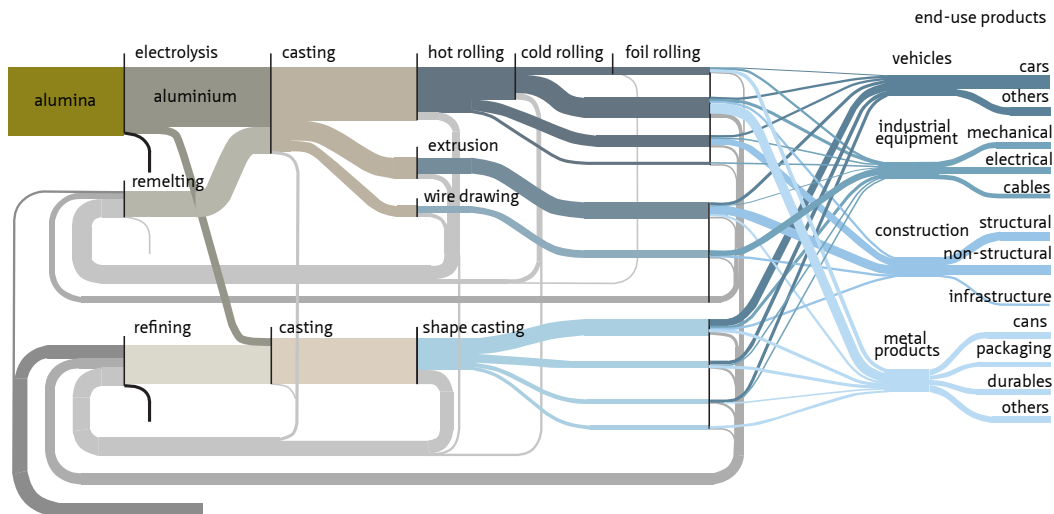 end-use products
electrolysis
casting
hot rolling
cold rolling
foil rolling
vehicles
cars
alumina
aluminium
others
industrial
equipment
mechanical
extrusion
electrical
remelting
wire drawing
cables
construction
structural
non-structural
infrastructure
refining
casting
shape casting
metal
products
cans
packaging
durables
others